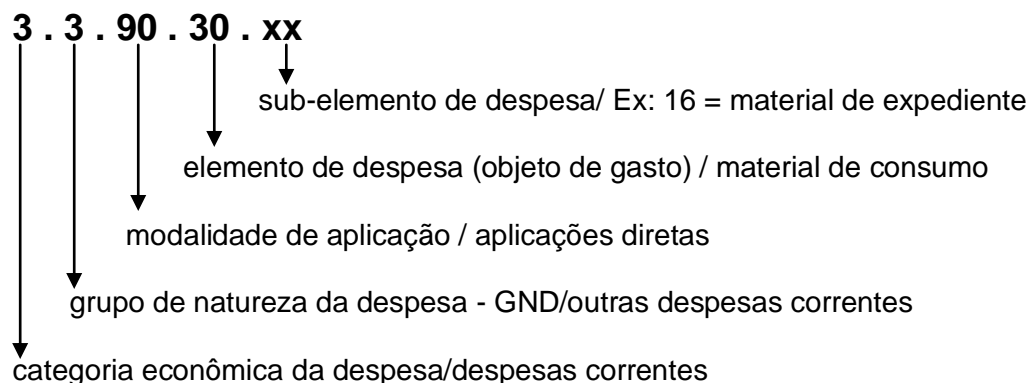 3 . 3 . 90 . 30 . xx
sub-elemento de despesa/ Ex: 16 = material de expediente
elemento de despesa (objeto de gasto) / material de consumo
modalidade de aplicação / aplicações diretas
grupo de natureza da despesa - GND/outras despesas correntes
categoria econômica da despesa/despesas correntes